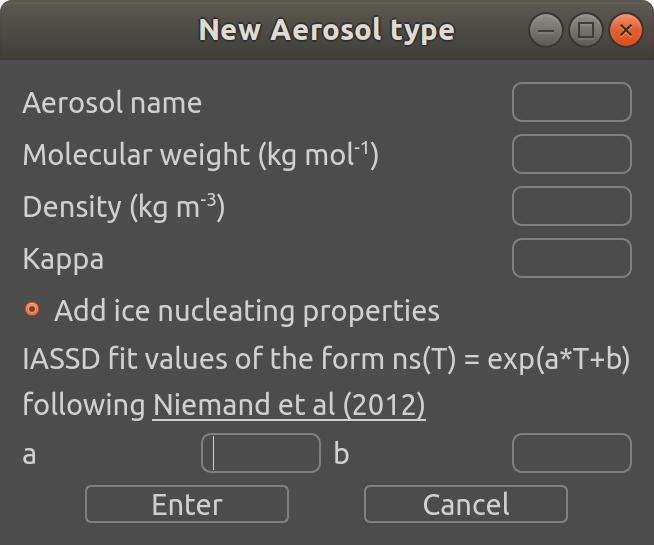 New Aerosol type
Aerosol name
Molecular weight (kg mol⁻¹)
Density (kg m⁻³)
Kappa
Add ice nucleating properties
IASSD fit values of the form ns(T) = exp(a*T+b)
following Niemand et al (2012)
a b
Enter Cancel